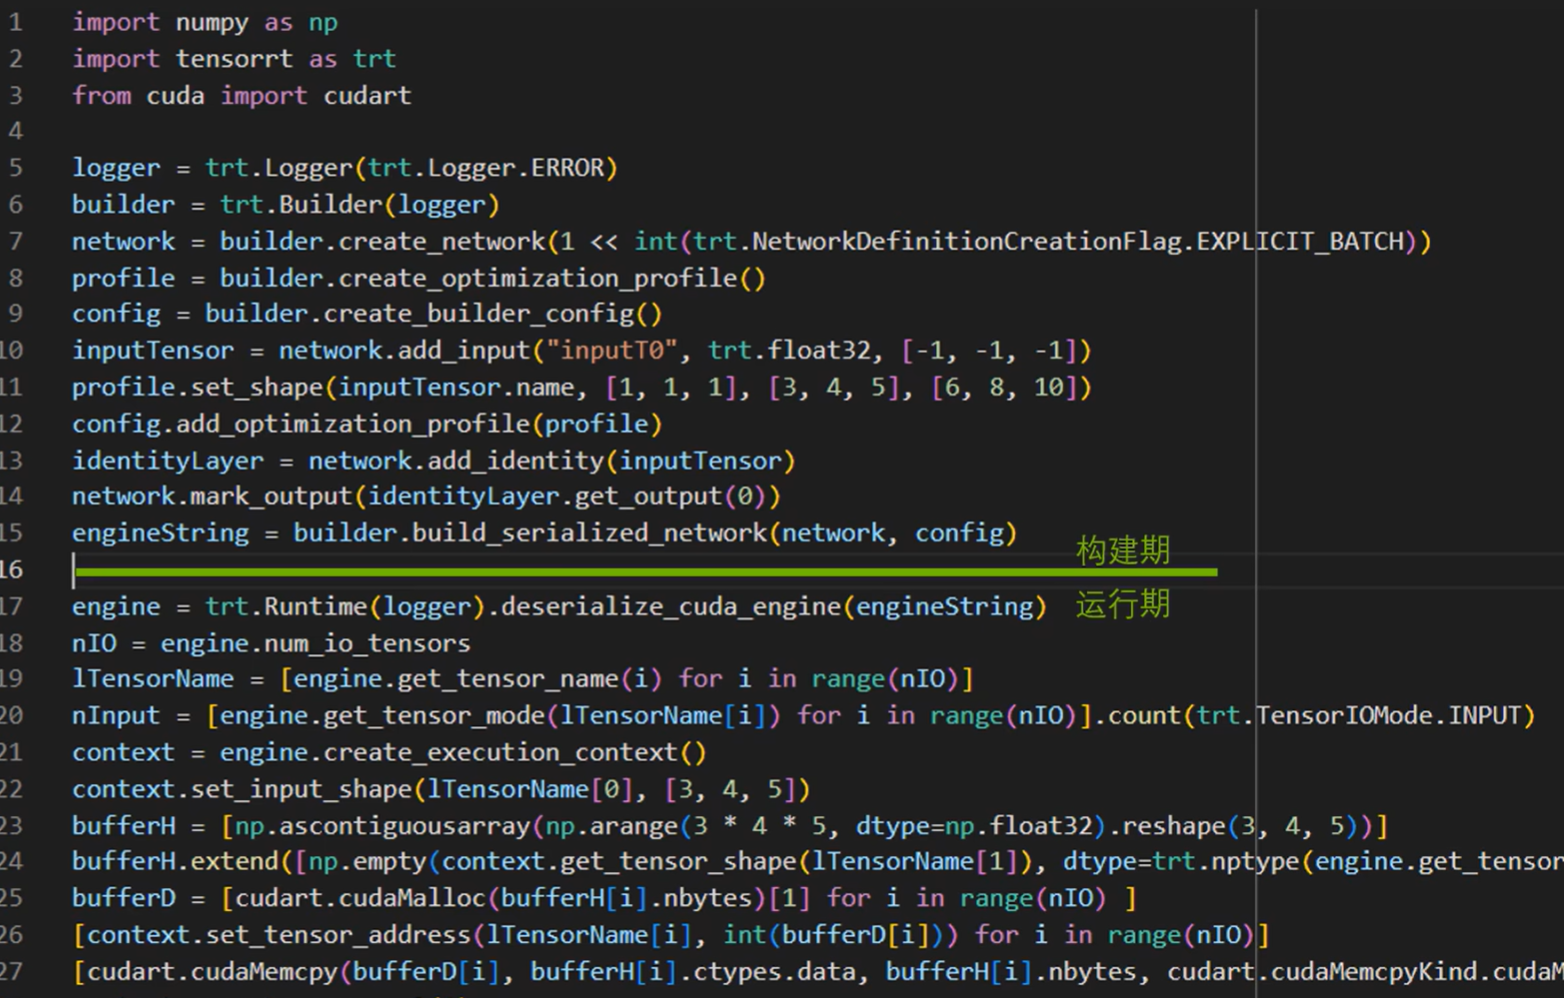 1 import numpy as np
2 import tensorrt as trt
3 from cuda import cudart
4
5 logger = trt.Logger(trt.Logger.ERROR)
6 builder = trt.Builder(logger)
7 network = builder.create_network(1 << int(trt.NetworkDefinitionCreationFlag.EXPLICIT_BATCH))
8 profile = builder.create_optimization_profile()
9 config = builder.create_builder_config()
10 inputTensor = network.add_input("inputT0", trt.float32, [-1, -1, -1])
11 profile.set_shape(inputTensor.name, [1, 1, 1], [3, 4, 5], [6, 8, 10])
12 config.add_optimization_profile(profile)
13 identityLayer = network.add_identity(inputTensor)
14 network.mark_output(identityLayer.get_output(0))
15 engineString = builder.build_serialized_network(network, config)
构建期
16
17 engine = trt.Runtime(logger).deserialize_cuda_engine(engineString) 运行期
18 nIO = engine.num_io_tensors
19 lTensorName = [engine.get_tensor_name(i) for i in range(nIO)]
20 nInput = [engine.get_tensor_mode(lTensorName[i]) for i in range(nIO)].count(trt.TensorIOMode.INPUT)
21 context = engine.create_execution_context()
22 context.set_input_shape(lTensorName[0], [3, 4, 5])
23 bufferH = [np.ascontiguousarray(np.arange(3 * 4 * 5, dtype=np.float32).reshape(3, 4, 5))]
24 bufferH.extend([np.empty(context.get_tensor_shape(lTensorName[1]), dtype=trt.nptype(engine.get_tensor
25 bufferD = [cudart.cudaMalloc(bufferH[i].nbytes)[1] for i in range(nIO) ]
26 [context.set_tensor_address(lTensorName[i], int(bufferD[i])) for i in range(nIO)]
27 [cudart.cudaMemcpy(bufferD[i], bufferH[i].ctypes.data, bufferH[i].nbytes, cudart.cudaMemcpyKind.cudaM